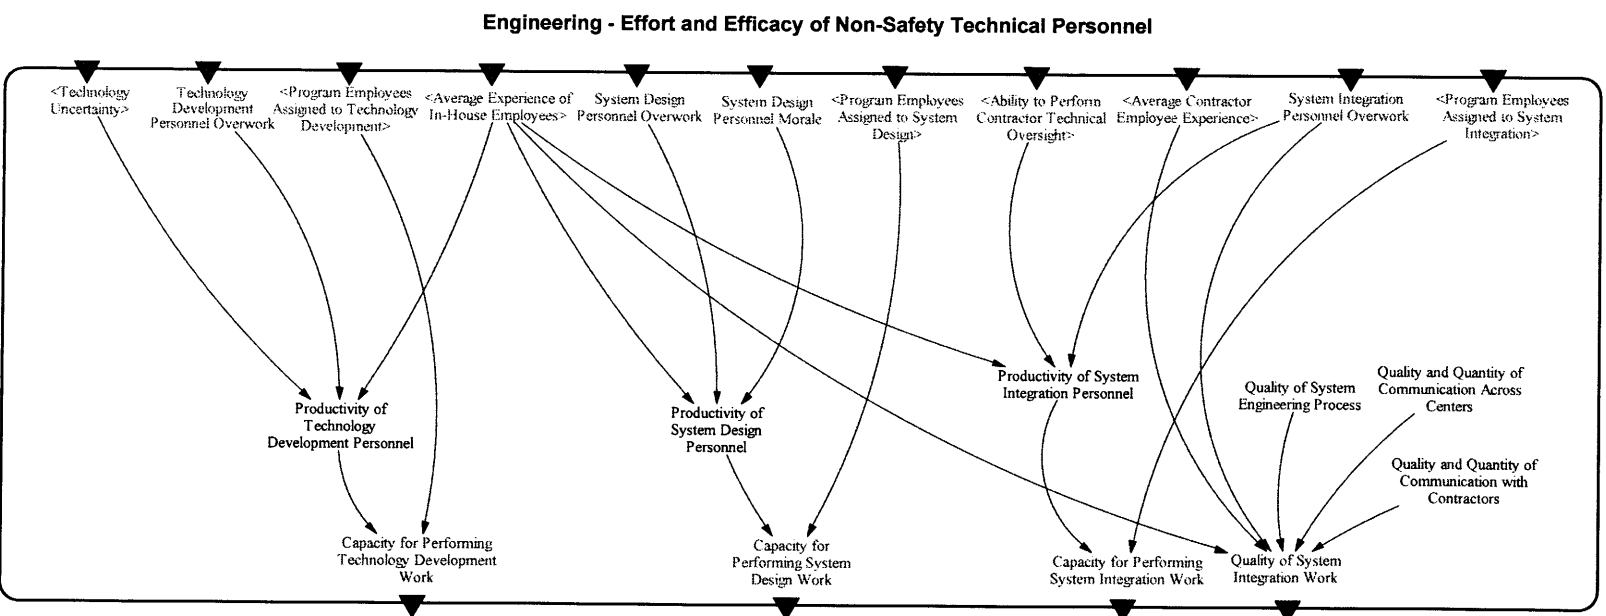 Engineering - Effort and Efficacy of Non-Safety Technical Personnel
<Technology
Uncertainty>
Technology
Development
Personnel Overwork
<Program Employees
Assigned to Technology
Development>
<Average Experience of
In-House Employees>
System Design
Personnel Overwork
System Design
Personnel Morale
<Program Employees
Assigned to System
Design>
<Ability to Perform
Contractor Technical
Oversight>
<Average Contractor
Employee Experience>
System Integration
Personnel Overwork
<Program Employees
Assigned to System
Integration>
Productivity of
Technology
Development Personnel
Productivity of
System Design
Personnel
Productivity of System
Integration Personnel
Quality of System
Engineering Process
Quality and Quantity of
Communication Across
Centers
Quality and Quantity of
Communication with
Contractors
Capacity for Performing
Technology Development
Work
Capacity for
Performing System
Design Work
Capacity for Performing
System Integration Work
Quality of System
Integration Work